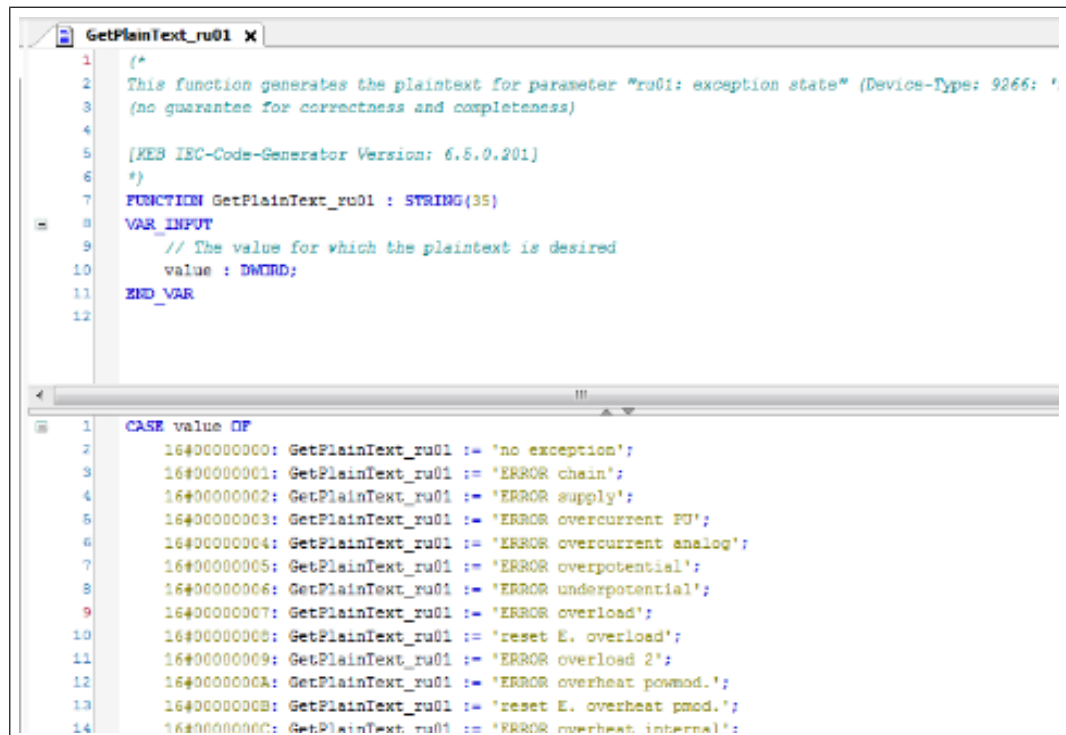 GetPlainText_ru01 x
1 (*
2 This function generates the plaintext for parameter "ru01: exception state" (Device-Type: 9266: '
3 (no guarantee for correctness and completeness)
4
5 [KEB IEC-Code-Generator Version: 6.5.0.201]
6 *)
7 FUNCTION GetPlainText_ru01 : STRING(35)
8 VAR_INPUT
9 // The value for which the plaintext is desired
10 value : DWORD;
11 END_VAR
12
1 CASE value OF
2 16#00000000: GetPlainText_ru01 := 'no exception';
3 16#00000001: GetPlainText_ru01 := 'ERROR chain';
4 16#00000002: GetPlainText_ru01 := 'ERROR supply';
5 16#00000003: GetPlainText_ru01 := 'ERROR overcurrent PU';
6 16#00000004: GetPlainText_ru01 := 'ERROR overcurrent analog';
7 16#00000005: GetPlainText_ru01 := 'ERROR overpotential';
8 16#00000006: GetPlainText_ru01 := 'ERROR underpotential';
9 16#00000007: GetPlainText_ru01 := 'ERROR overload';
10 16#00000008: GetPlainText_ru01 := 'reset E. overload';
11 16#00000009: GetPlainText_ru01 := 'ERROR overload 2';
12 16#0000000A: GetPlainText_ru01 := 'ERROR overheat powmod.';
13 16#0000000B: GetPlainText_ru01 := 'reset E. overheat pmod.';
14 16#0000000C: GetPlainText_ru01 := 'ERROR overheat internal';